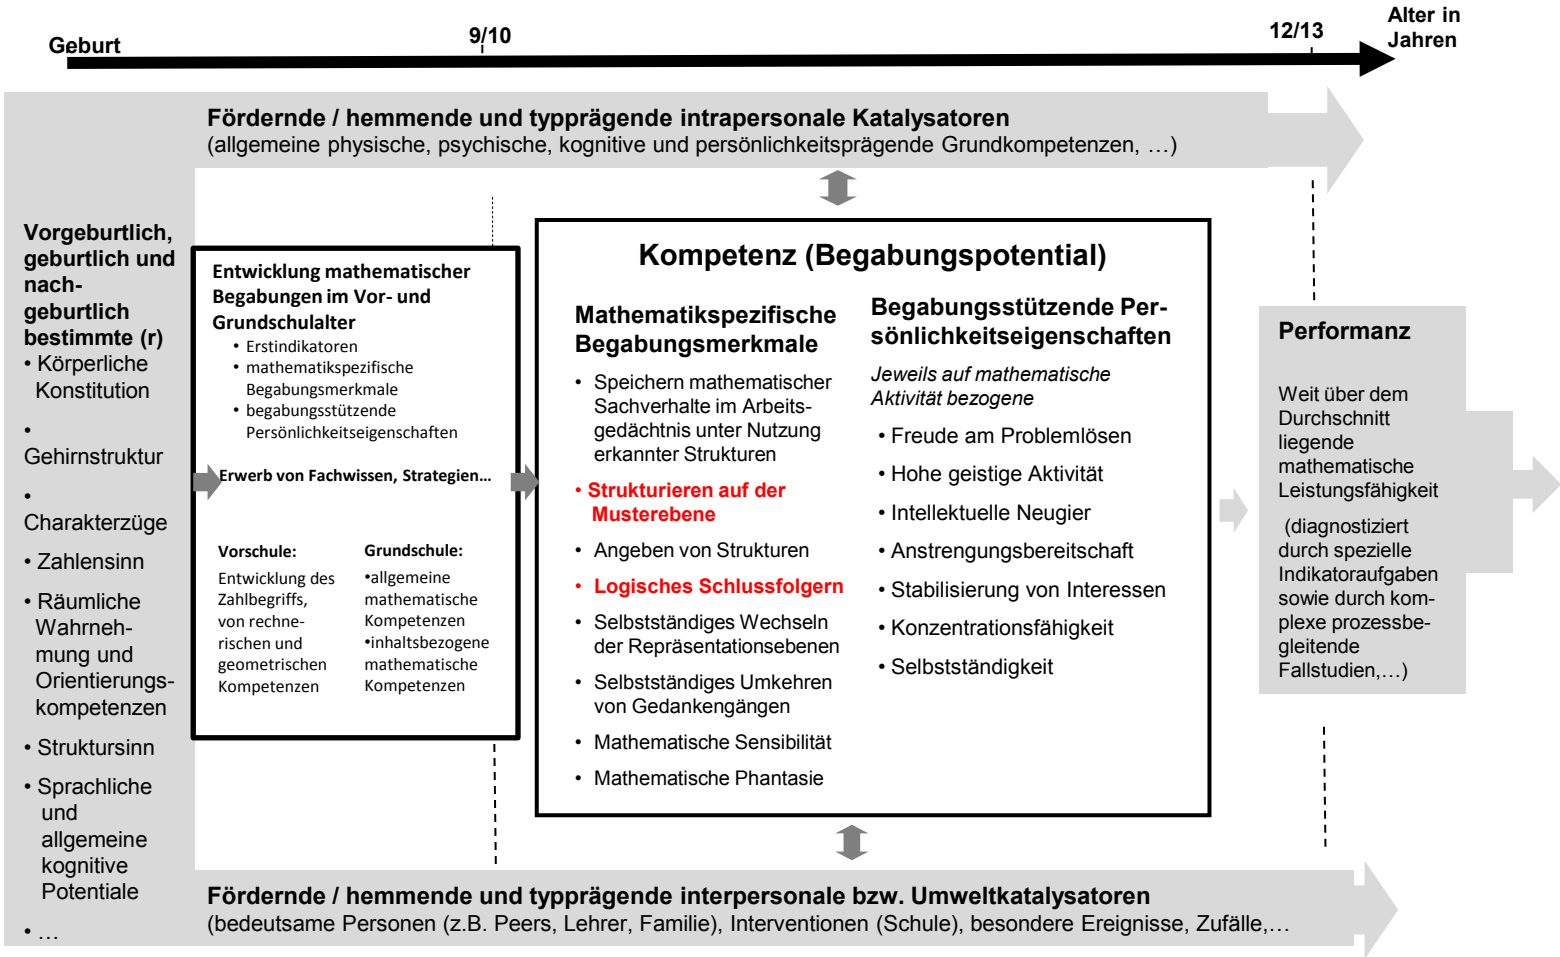 Geburt
9/10
12/13
Alter in
Jahren
Fördernde / hemmende und typprägende intrapersonale Katalysatoren
(allgemeine physische, psychische, kognitive und persönlichkeitsprägende Grundkompetenzen, …)
Vorgeburtlich,
geburtlich und
nach-
geburtlich
bestimmte (r)
• Körperliche
Konstitution
•
Gehirnstruktur
•
Charakterzüge
• Zahlensinn
• Räumliche
Wahrneh-
mung und
Orientierungs-
kompetenzen
• Struktursinn
• Sprachliche
und
allgemeine
kognitive
Potentiale
• …
Entwicklung mathematischer
Begabungen im Vor- und
Grundschulalter
• Erstindikatoren
• mathematikspezifische
Begabungsmerkmale
• begabungsstützende
Persönlichkeitseigenschaften
Erwerb von Fachwissen, Strategien…
Vorschule:
Entwicklung des
Zahlbegriffs,
von rechne-
rischen und
geometrischen
Kompetenzen
Grundschule:
•allgemeine
mathematische
Kompetenzen
•inhaltsbezogene
mathematische
Kompetenzen
Kompetenz (Begabungspotential)
Mathematikspezifische
Begabungsmerkmale
• Speichern mathematischer
Sachverhalte im Arbeits-
gedächtnis unter Nutzung
erkannter Strukturen
• Strukturieren auf der
Musterebene
• Angeben von Strukturen
• Logisches Schlussfolgern
• Selbstständiges Wechseln
der Repräsentationsebenen
• Selbstständiges Umkehren
von Gedankengängen
• Mathematische Sensibilität
• Mathematische Phantasie
Begabungsstützende Per-
sönlichkeitseigenschaften
Jeweils auf mathematische
Aktivität bezogene
• Freude am Problemlösen
• Hohe geistige Aktivität
• Intellektuelle Neugier
• Anstrengungsbereitschaft
• Stabilisierung von Interessen
• Konzentrationsfähigkeit
• Selbstständigkeit
Performanz
Weit über dem
Durchschnitt
liegende
mathematische
Leistungsfähigkeit
(diagnostiziert
durch spezielle
Indikatoraufgaben
sowie durch kom-
plexe prozessbe-
gleitende
Fallstudien,…)
Fördernde / hemmende und typprägende interpersonale bzw. Umweltkatalysatoren
(bedeutsame Personen (z.B. Peers, Lehrer, Familie), Interventionen (Schule), besondere Ereignisse, Zufälle,…